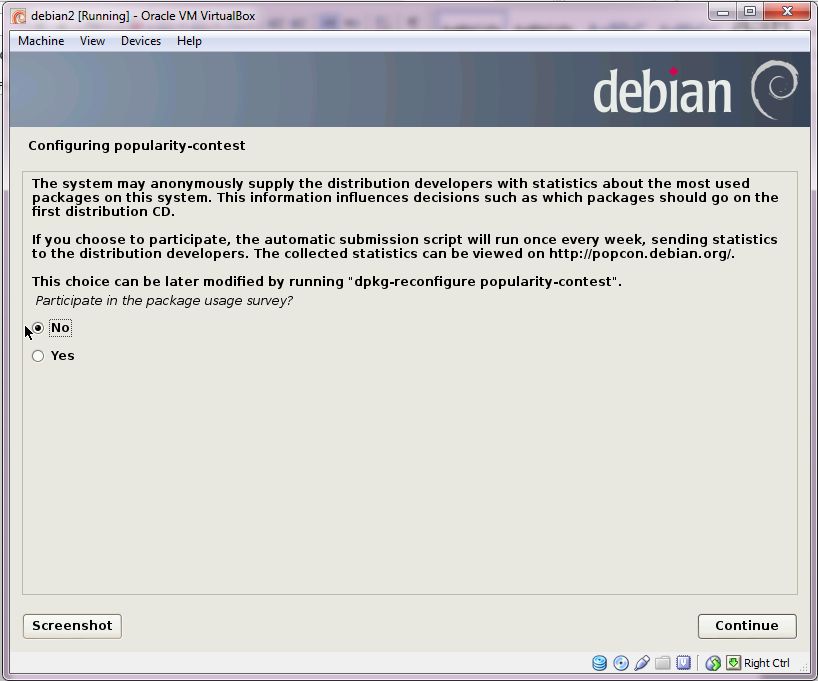 debian2 [Running] - Oracle VM VirtualBox
Machine View Devices Help
debian
Configuring popularity-contest
The system may anonymously supply the distribution developers with statistics about the most used
packages on this system. This information influences decisions such as which packages should go on the
first distribution CD.
If you choose to participate, the automatic submission script will run once every week, sending statistics
to the distribution developers. The collected statistics can be viewed on http://popcon.debian.org/.
This choice can be later modified by running "dpkg-reconfigure popularity-contest".
Participate in the package usage survey?
No
Yes
Screenshot Continue
Right Ctrl